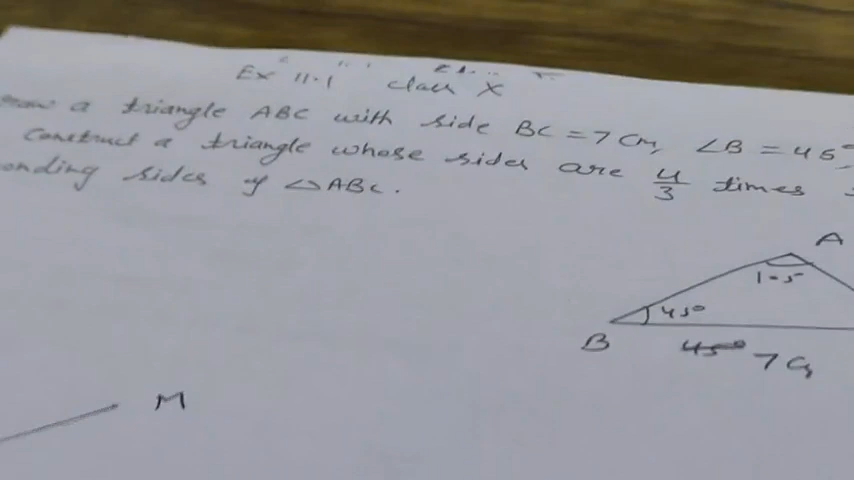 Ex 11.1 class X
a triangle ABC with side BC = 7 Cm, ∠B = 45°,
Construct a triangle whose sides are 4/3 times
onding sides of △ABC.
A
105
45°
B
45° 7 Cm
M